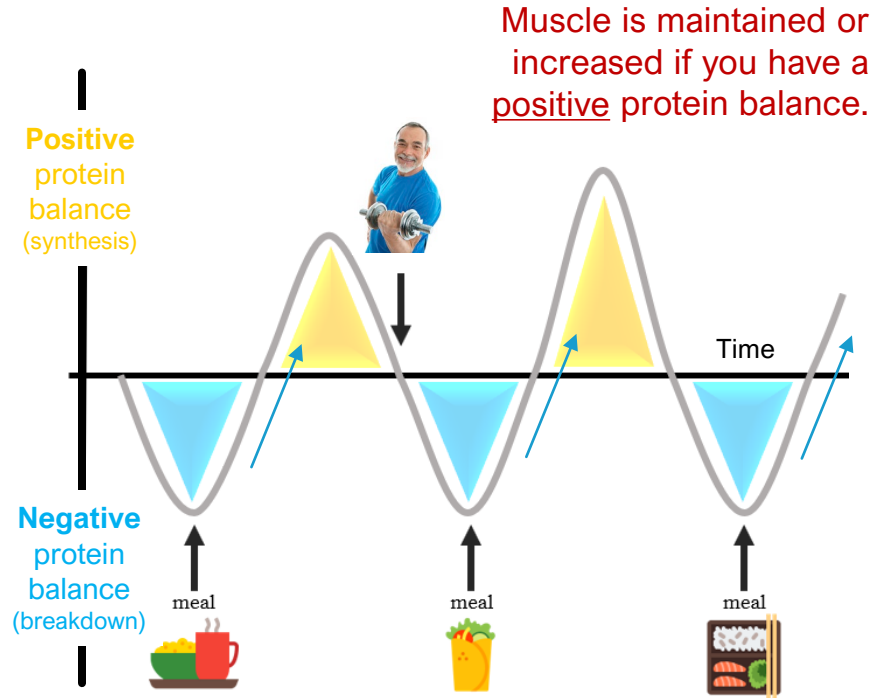 Muscle is maintained or
increased if you have a
positive protein balance.
Positive
protein
balance
(synthesis)
Time
Negative
protein
balance
(breakdown)
meal
meal
meal